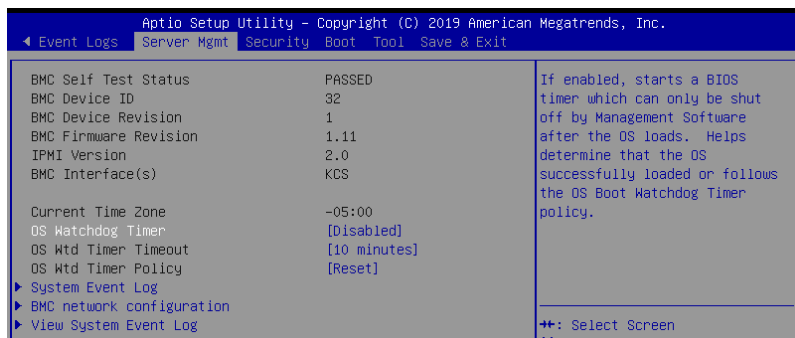 Aptio Setup Utility – Copyright (C) 2019 American Megatrends, Inc.
Event Logs Server Mgmt Security Boot Tool Save & Exit
BMC Self Test Status PASSED
BMC Device ID 32
BMC Device Revision 1
BMC Firmware Revision 1.11
IPMI Version 2.0
BMC Interface(s) KCS
Current Time Zone -05:00
OS Watchdog Timer [Disabled]
OS Wtd Timer Timeout [10 minutes]
OS Wtd Timer Policy [Reset]
System Event Log
BMC network configuration
View System Event Log
If enabled, starts a BIOS
timer which can only be shut
off by Management Software
after the OS loads. Helps
determine that the OS
successfully loaded or follows
the OS Boot Watchdog Timer
policy.
: Select Screen